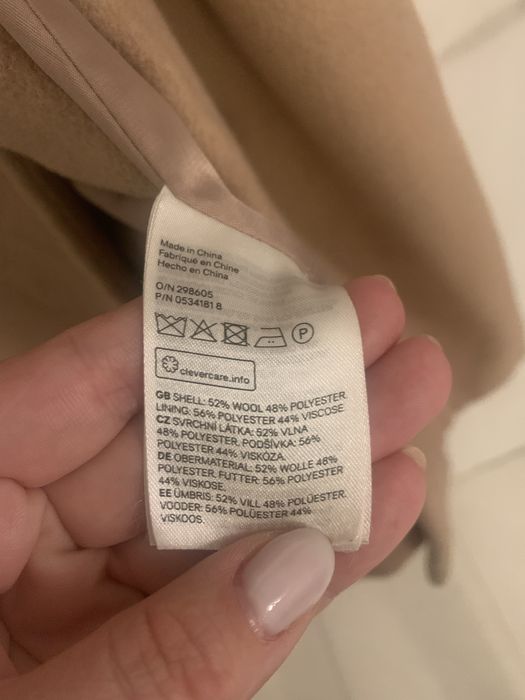 Made in China
Fabriqué en Chine
Hecho en China
O/N 298605
P/N 0534181 8
P
clevercare.info
GB SHELL: 52% WOOL 48% POLYESTER.
LINING: 56% POLYESTER 44% VISCOSE.
CZ SVRCHNÍ LÁTKA: 52% VLNA
48% POLYESTER. PODŠÍVKA: 56%
POLYESTER 44% VISKÓZA.
DE OBERMATERIAL: 52% WOLLE 48%
POLYESTER. FUTTER: 56% POLYESTER
44% VISKOSE.
EE ÜMBRIS: 52% VILL 48% POLÜESTER.
VOODER: 56% POLÜESTER 44%
VISKOOS.